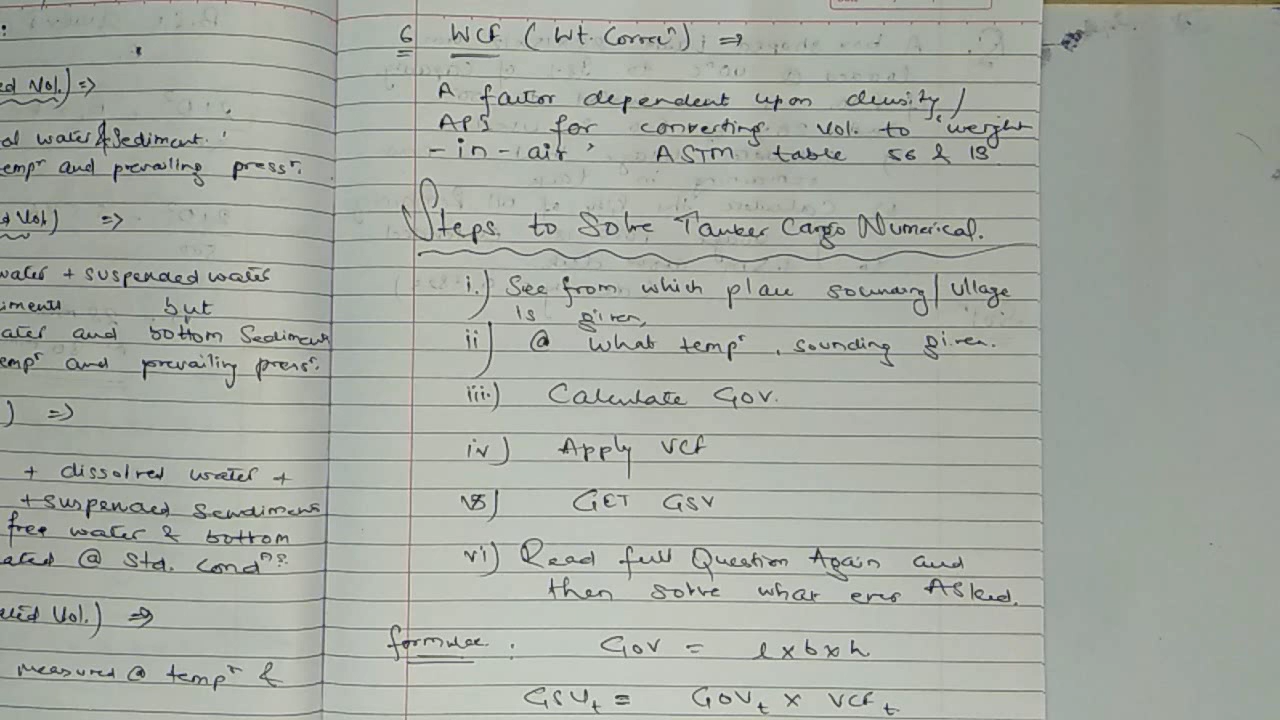 :
ed Vol.) ⇒
al water & Sediment.
emp^r and prevailing press^r.
d Vol) ⇒
water + suspended water
iments but
ater and bottom Sediment
emp^r and prevailing press^r.
) ⇒
+ dissolved water +
+ suspended Sendiments
free water & bottom
ated @ Std. Cond^ns.
uid Vol.) ⇒
measured @ temp^r &
6 WCF (Wt. Correc^n) ; ⇒
A factor dependent upon density /
API for converting Vol. to 'weight
- in - air' ASTM table 56 & 13
Steps to Solve Tanker Cargo Numerical.
i.) See from which place sounding / Ullage
is given,
ii) @ what temp^r, sounding given.
iii.) Calculate GOV.
iv) Apply VCF
v) GET GSV
vi) Read full Question Again and
then solve what ever Asked.
formulae : GOV = l x b x h
GSV_t = GOV_t x VCF_t